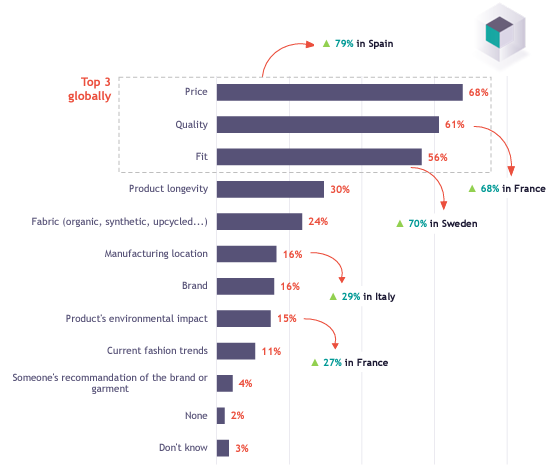 ▲ 79% in Spain
Top 3
globally
Price 68%
Quality 61%
Fit 56%
Product longevity 30%
▲ 68% in France
Fabric (organic, synthetic, upcycled...) 24%
▲ 70% in Sweden
Manufacturing location 16%
Brand 16%
▲ 29% in Italy
Product's environmental impact 15%
Current fashion trends 11%
▲ 27% in France
Someone's recommandation of the brand or
garment 4%
None 2%
Don't know 3%